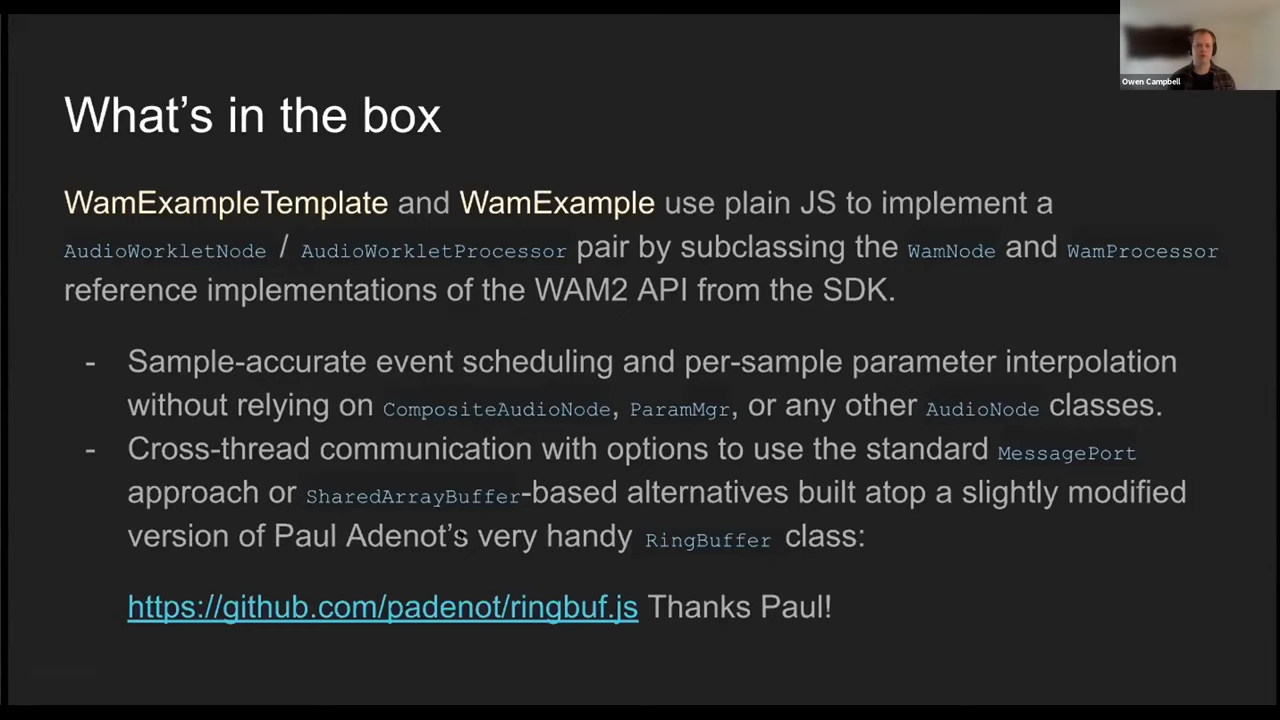 Owen Campbell
What's in the box
WamExampleTemplate and WamExample use plain JS to implement a
AudioWorkletNode / AudioWorkletProcessor pair by subclassing the WamNode and WamProcessor
reference implementations of the WAM2 API from the SDK.
- Sample-accurate event scheduling and per-sample parameter interpolation
without relying on CompositeAudioNode, ParamMgr, or any other AudioNode classes.
- Cross-thread communication with options to use the standard MessagePort
approach or SharedArrayBuffer-based alternatives built atop a slightly modified
version of Paul Adenot's very handy RingBuffer class:
https://github.com/padenot/ringbuf.js Thanks Paul!